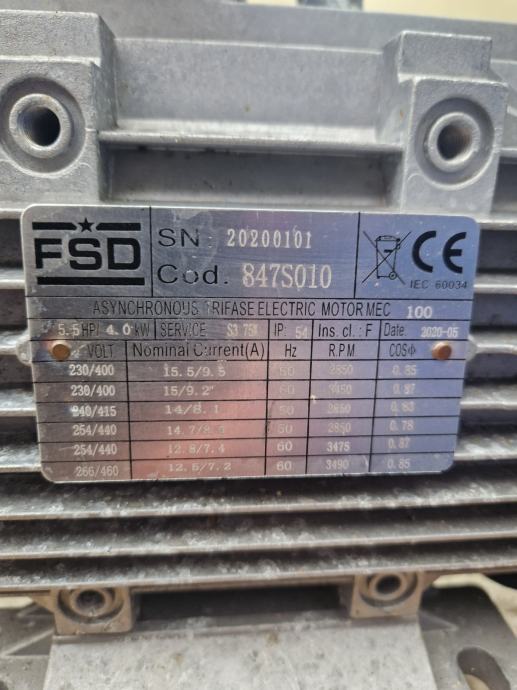 FSD
SN: 20200101
Cod. 847S010
CE
IEC 60034
ASYNCHRONOUS TRIFASE ELECTRIC MOTOR MEC 100
5.5HP/ 4.0 kW SERVICE S3 75% IP: 54 Ins. cl.: F Date: 2020-05
VOLT Nominal Current(A) Hz R.P.M COSΦ
230/400 15.5/9.5 50 2850 0.85
230/400 15/9.2 60 3450 0.87
240/415 14/8.1 50 2850 0.83
254/440 50 2850 0.78
254/440 12.8/7.4 60 3475 0.87
266/460 12.5/7.2 60 3490 0.85